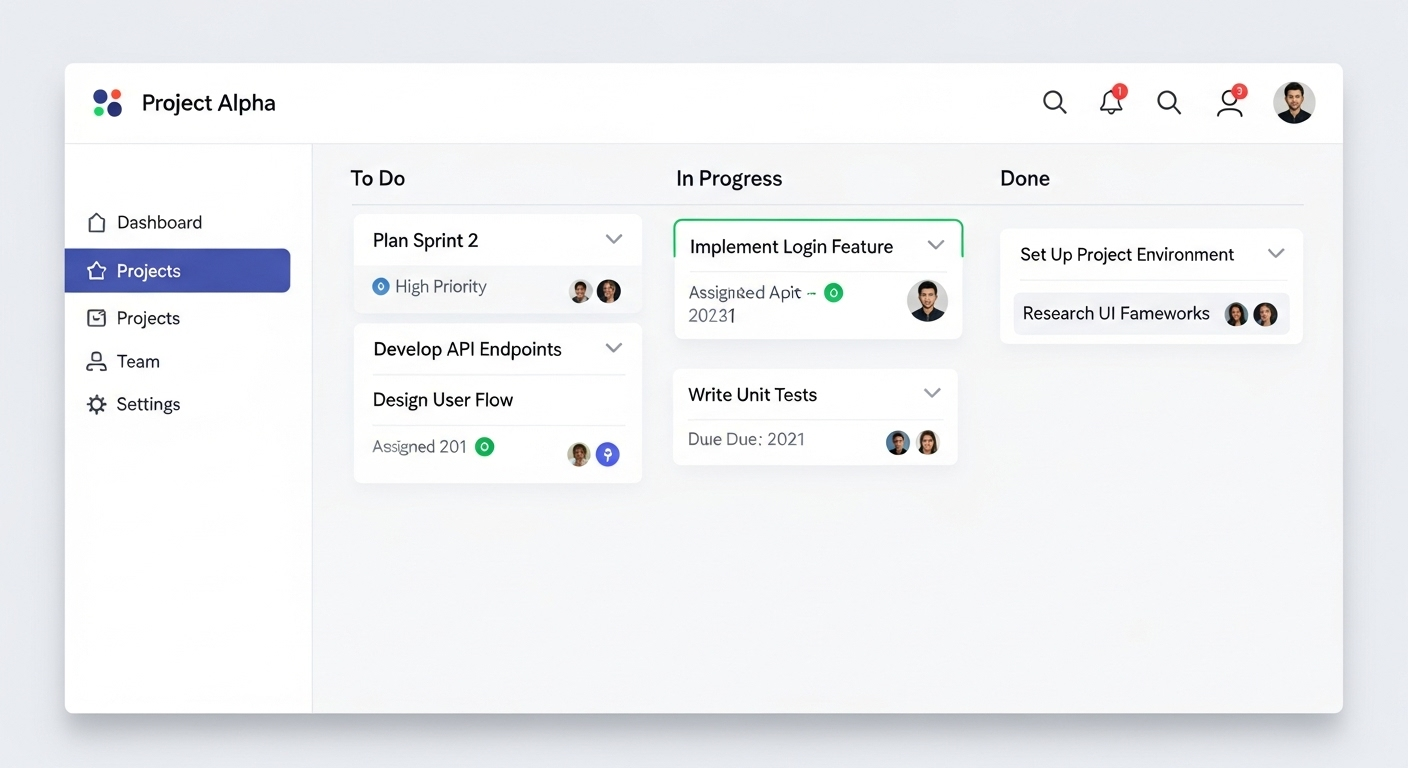 Project Alpha
1
3
Dashboard
Projects
Projects
Team
Settings
To Do
Plan Sprint 2
High Priority
Develop API Endpoints
Design User Flow
Assigned 201
In Progress
Implement Login Feature
20231
Write Unit Tests
Due Due: 2021
Done
Set Up Project Environment
Research UI Fameworks